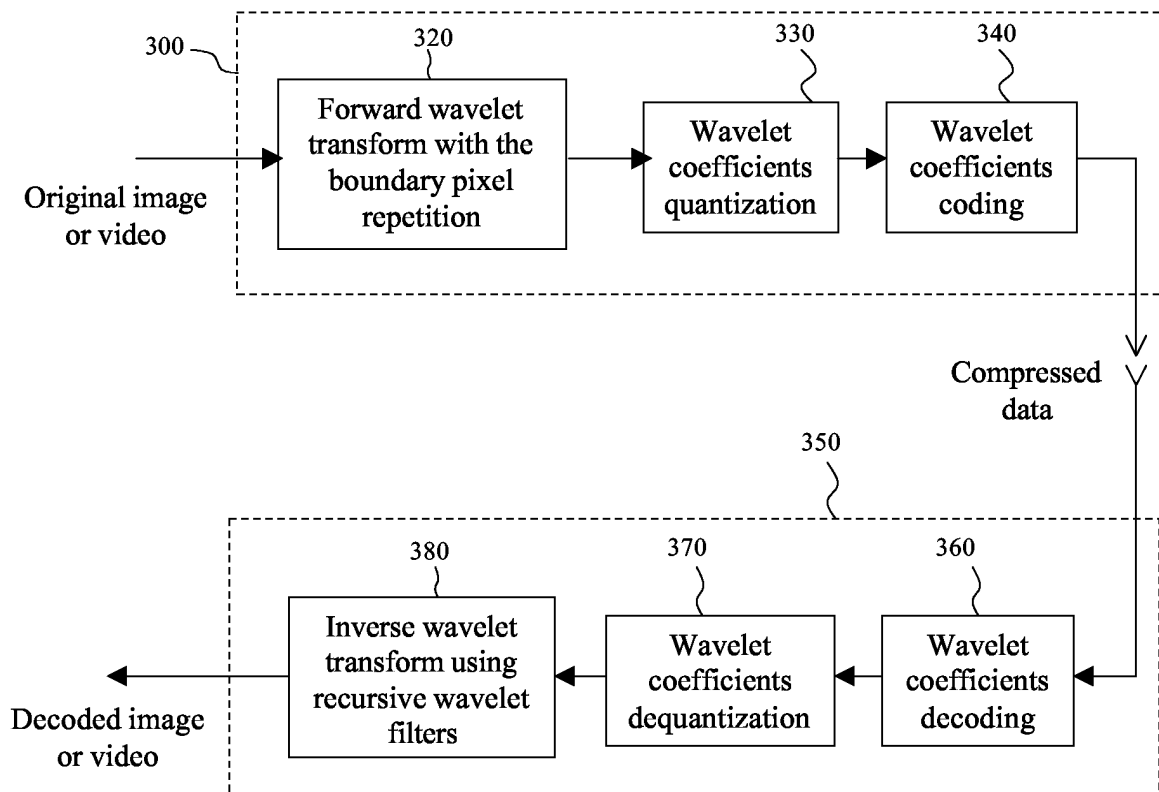 300
320
330
340
Forward wavelet
transform with the
boundary pixel
repetition
Wavelet
coefficients
quantization
Wavelet
coefficients
coding
Original image
or video
Compressed
data
350
380
370
360
Inverse wavelet
transform using
recursive wavelet
filters
Wavelet
coefficients
dequantization
Wavelet
coefficients
decoding
Decoded image
or video